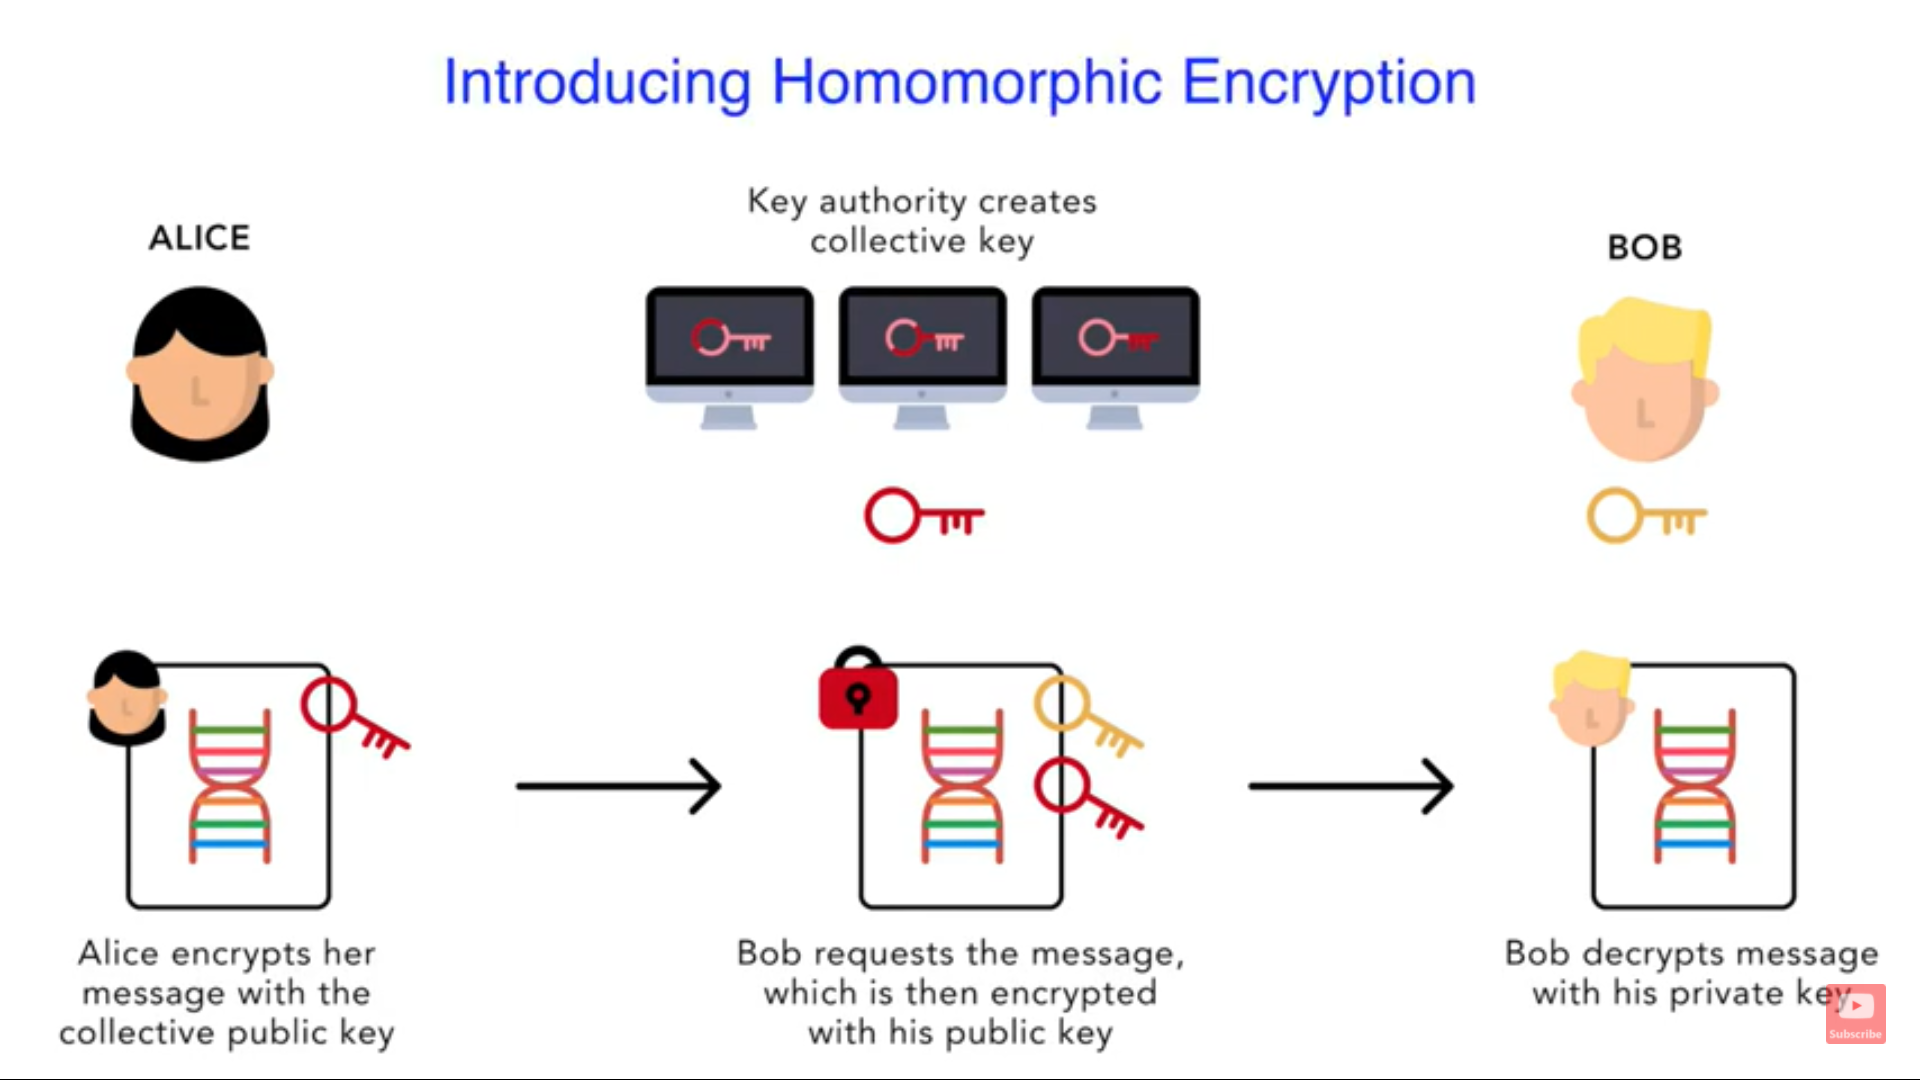 Introducing Homomorphic Encryption
Key authority creates
collective key
ALICE
BOB
Alice encrypts her
message with the
collective public key
Bob requests the message,
which is then encrypted
with his public key
Bob decrypts message
with his private key
Subscribe